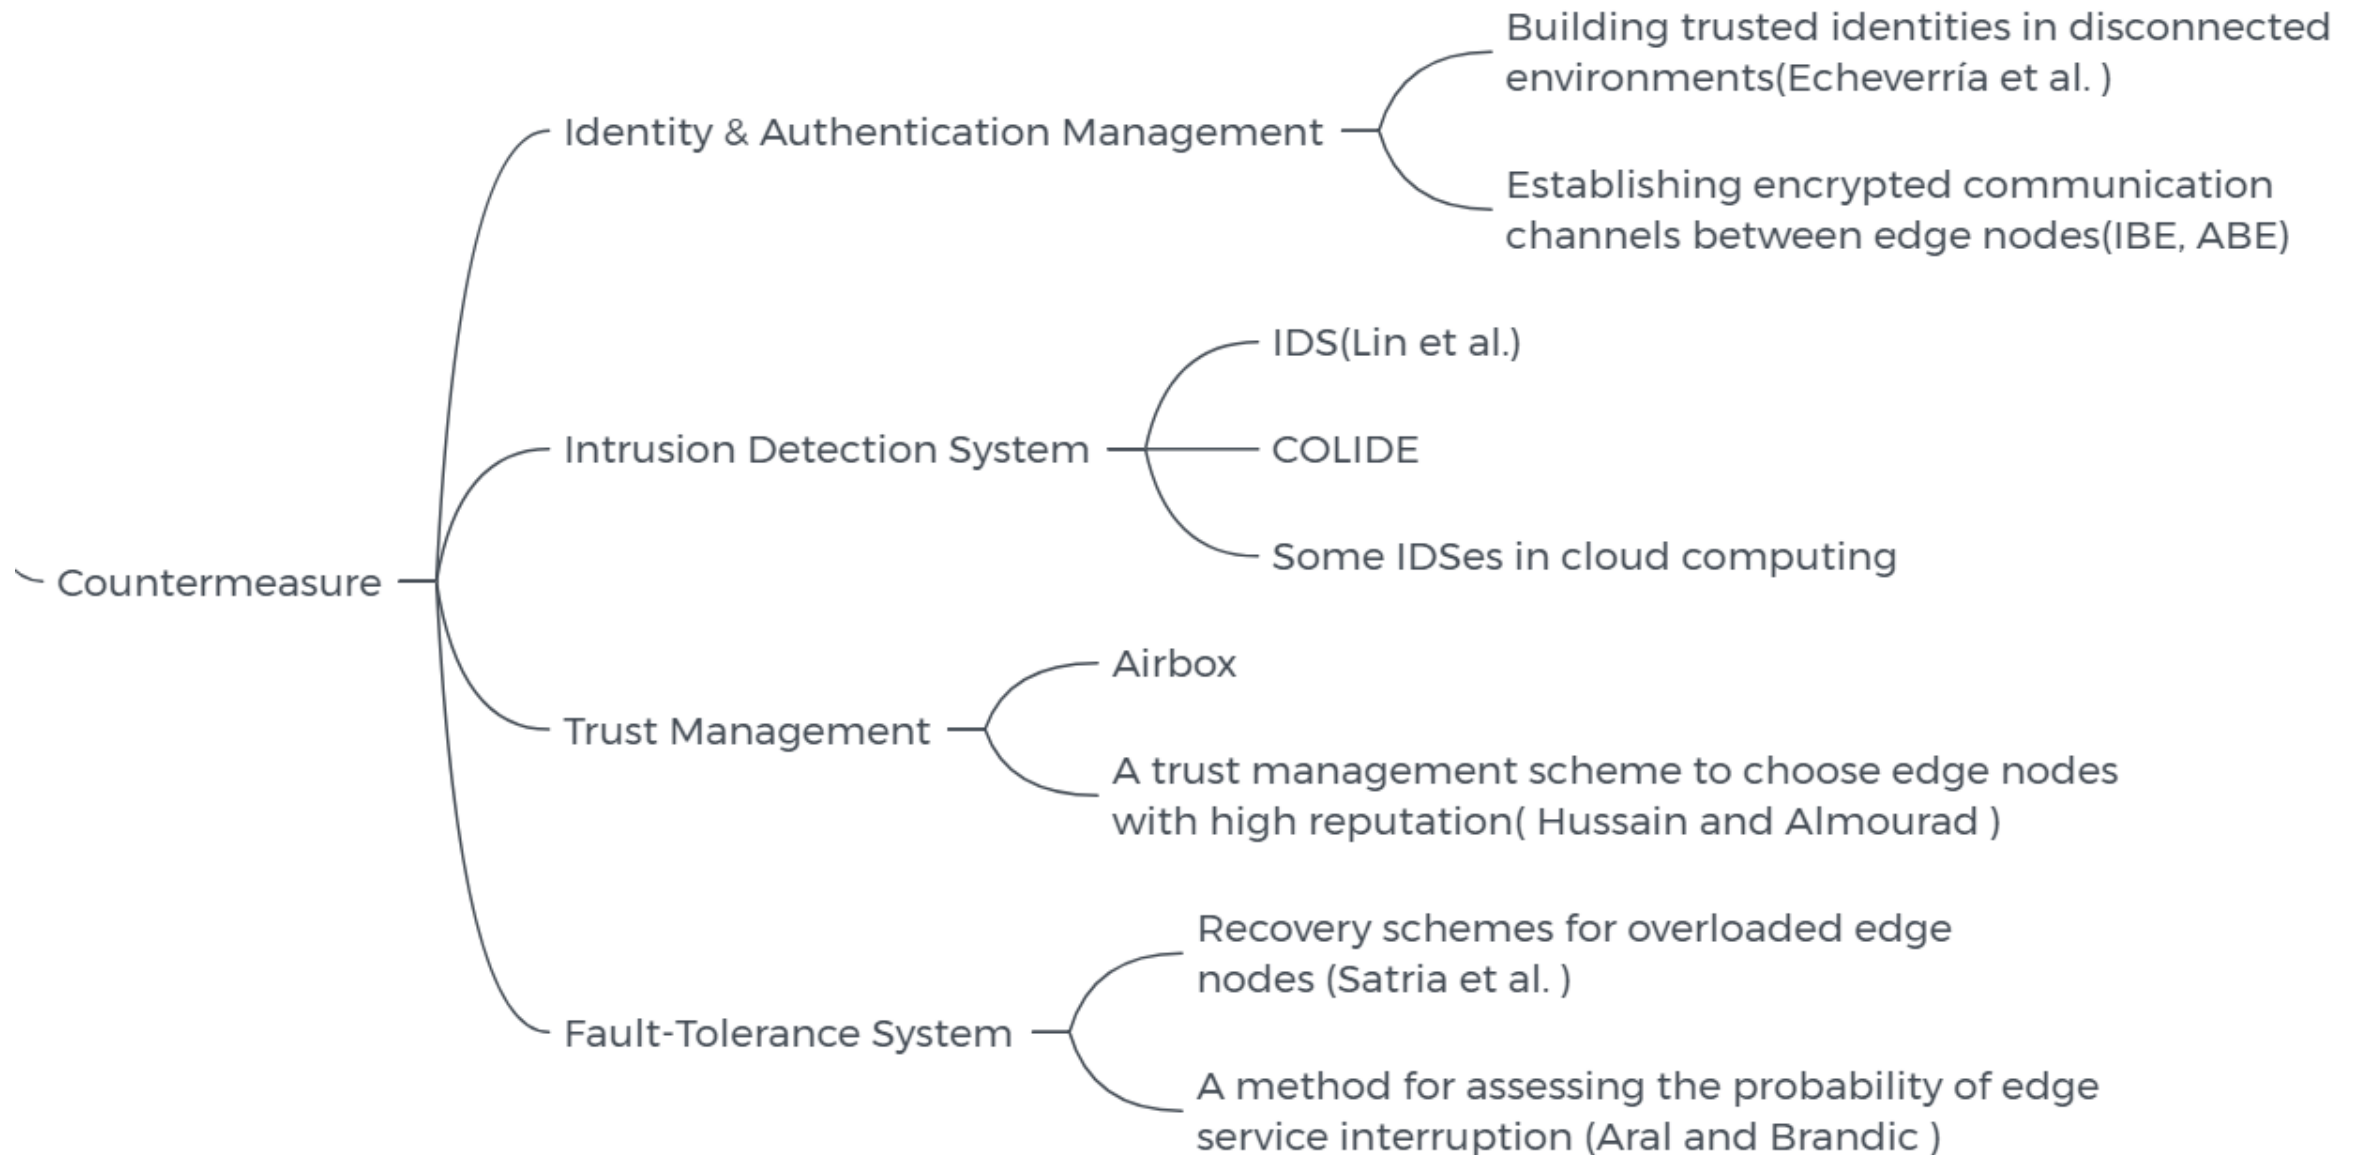 Building trusted identities in disconnected
environments(Echeverría et al. )
Identity & Authentication Management
Establishing encrypted communication
channels between edge nodes(IBE, ABE)
IDS(Lin et al.)
Intrusion Detection System
COLIDE
Some IDSes in cloud computing
Countermeasure
Airbox
Trust Management
A trust management scheme to choose edge nodes
with high reputation( Hussain and Almourad )
Recovery schemes for overloaded edge
nodes (Satria et al. )
Fault-Tolerance System
A method for assessing the probability of edge
service interruption (Aral and Brandic )